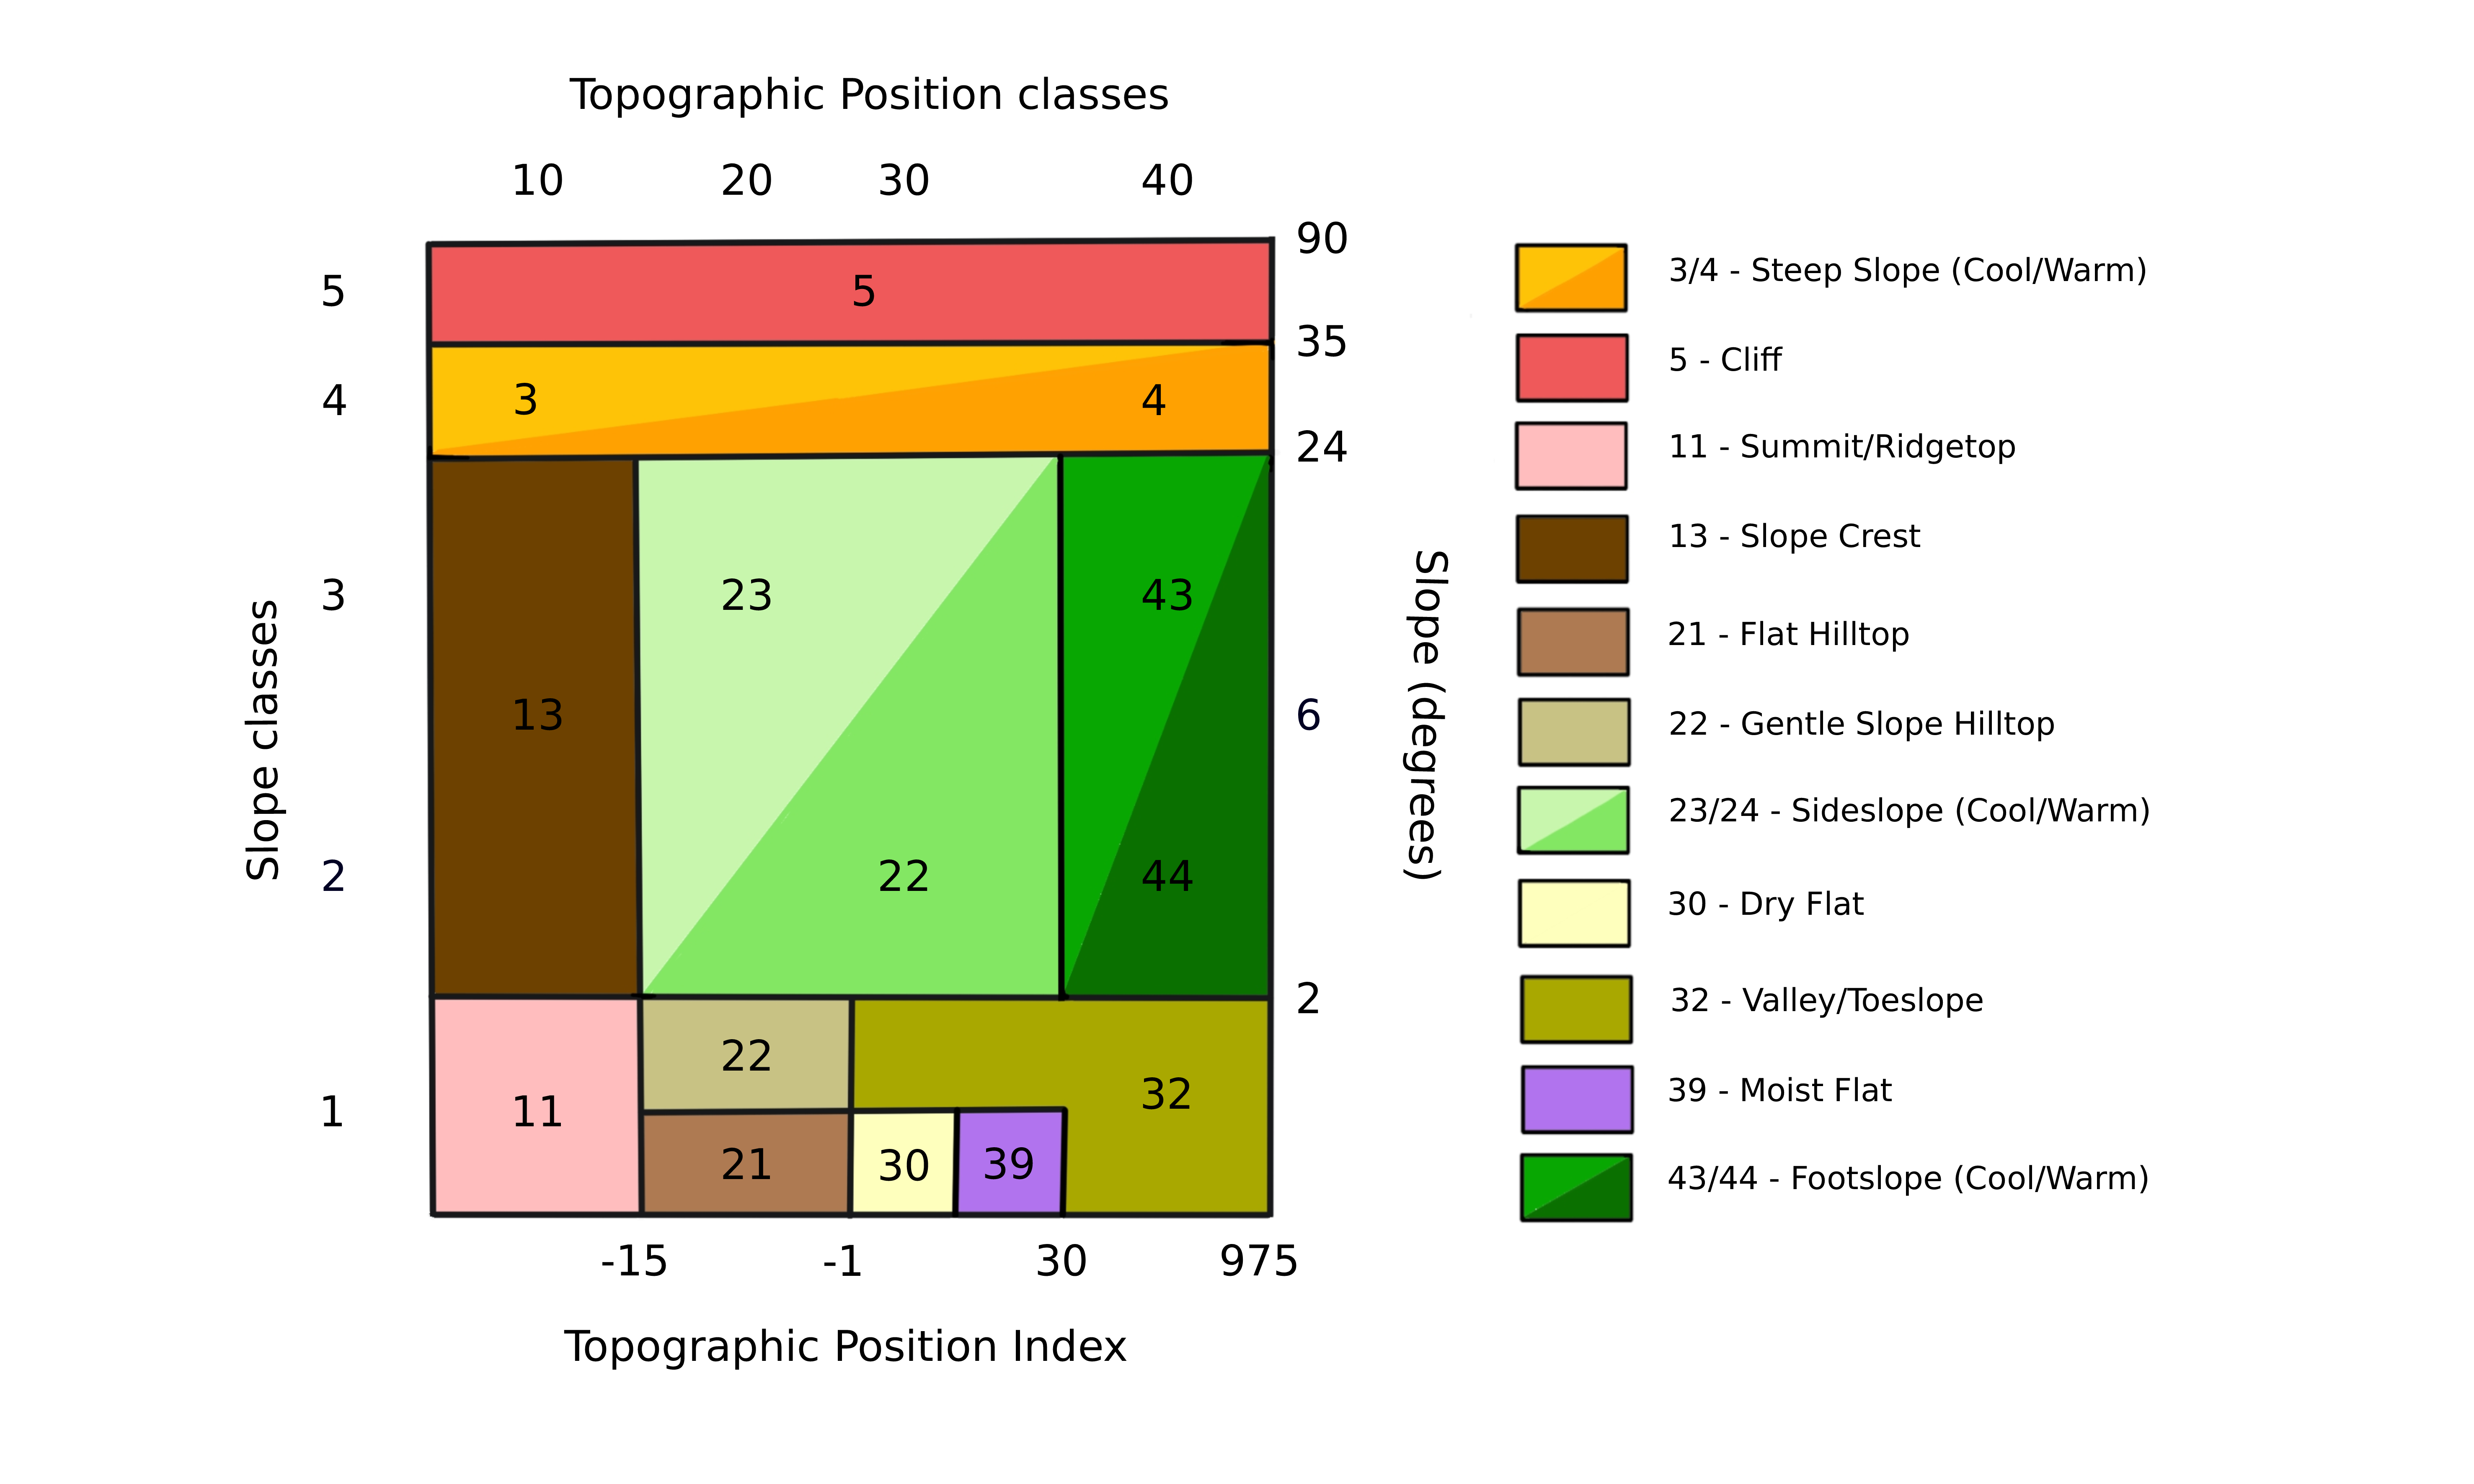 Topographic Position classes
10 20 30 40
90
5 5
35
3/4 - Steep Slope (Cool/Warm)
5 - Cliff
4 3 4
24
11 - Summit/Ridgetop
13 - Slope Crest
3 23 43
21 - Flat Hilltop
Slope classes
13
6
Slope (degrees)
22 - Gentle Slope Hilltop
23/24 - Sideslope (Cool/Warm)
2 22 44
30 - Dry Flat
2
32 - Valley/Toeslope
22
32
39 - Moist Flat
1 11
21 30 39
43/44 - Footslope (Cool/Warm)
-15 -1 30 975
Topographic Position Index